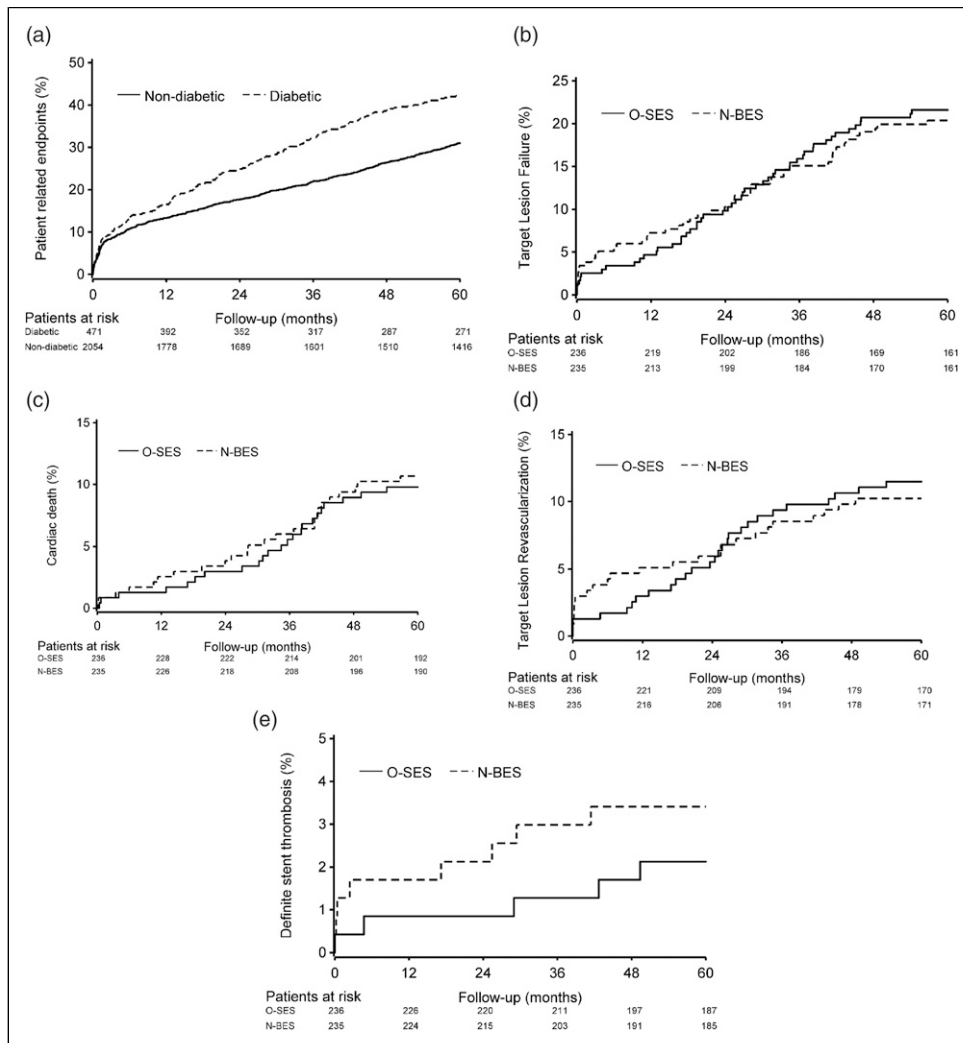 (a)
Patient related endpoints (%)
50
40
30
20
10
0
Non-diabetic Diabetic
0 12 24 36 48 60
Patients at risk Follow-up (months)
Diabetic 471 392 352 317 287 271
Non-diabetic 2054 1778 1689 1601 1510 1416
(b)
Target Lesion Failure (%)
25
20
15
10
5
0
O-SES N-BES
0 12 24 36 48 60
Patients at risk Follow-up (months)
O-SES 236 219 202 186 169 161
N-BES 235 213 199 184 170 161
(c)
Cardiac death (%)
15
10
5
0
O-SES N-BES
0 12 24 36 48 60
Patients at risk Follow-up (months)
O-SES 236 228 222 214 201 192
N-BES 235 226 218 208 196 190
(d)
Target Lesion Revascularization (%)
15
10
5
0
O-SES N-BES
0 12 24 36 48 60
Patients at risk Follow-up (months)
O-SES 236 221 209 194 179 170
N-BES 235 216 206 191 178 171
(e)
Definite stent thrombosis (%)
5
4
3
2
1
0
O-SES N-BES
0 12 24 36 48 60
Patients at risk Follow-up (months)
O-SES 236 226 220 211 197 187
N-BES 235 224 215 203 191 185